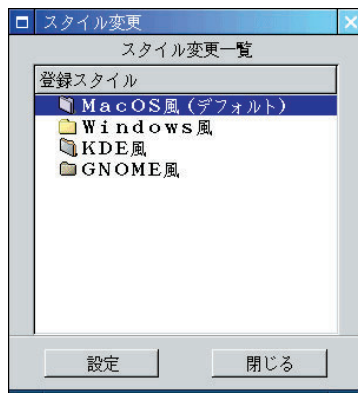 スタイル変更
スタイル変更一覧
登録スタイル
MacOS風(デフォルト)
Windows風
KDE風
GNOME風
設定 閉じる